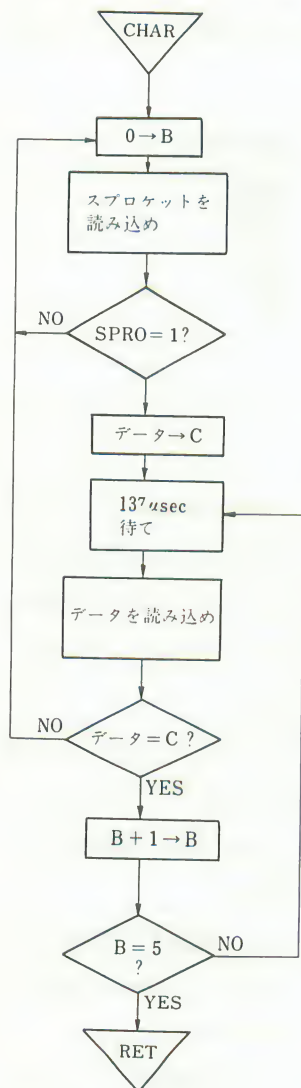 CHAR
0→B
スプロケットを
読み込め
NO
SPRO=1?
データ→C
137μsec
待て
データを読み込め
NO
データ=C?
YES
B+1→B
B=5
?
NO
YES
RET